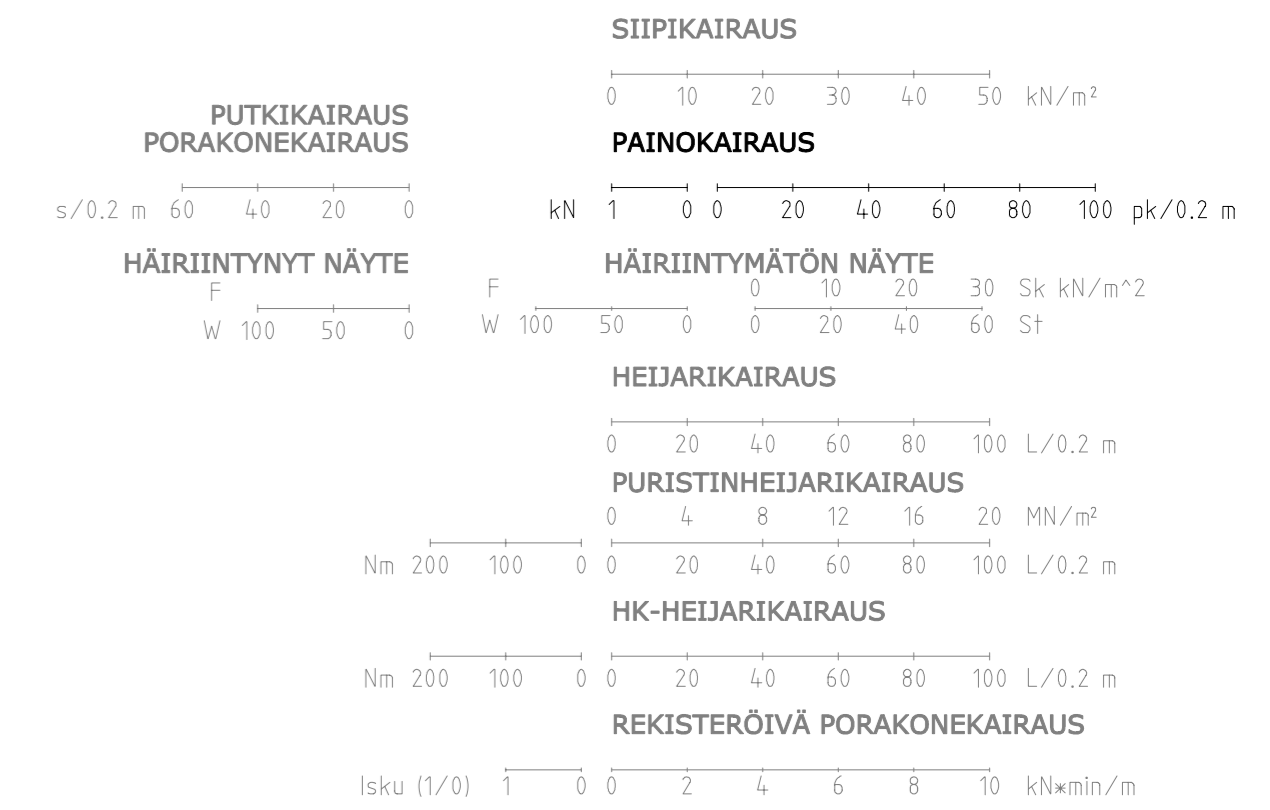 SIIPIKAIRAUS
0 10 20 30 40 50 kN/m²
PUTKIKAIRAUS
PORAKONEKAIRAUS
s/0.2 m 60 40 20 0
PAINOKAIRAUS
kN 1 0 0 20 40 60 80 100 pk/0.2 m
HÄIRIINTYNYT NÄYTE
F
W 100 50 0
HÄIRIINTYMÄTÖN NÄYTE
F 0 10 20 30 Sk kN/m^2
W 100 50 0 0 20 40 60 St
HEIJARIKAIRAUS
0 20 40 60 80 100 L/0.2 m
PURISTINHEIJARIKAIRAUS
0 4 8 12 16 20 MN/m²
Nm 200 100 0 0 20 40 60 80 100 L/0.2 m
HK-HEIJARIKAIRAUS
Nm 200 100 0 0 20 40 60 80 100 L/0.2 m
REKISTERÖIVÄ PORAKONEKAIRAUS
Isku (1/0) 1 0 0 2 4 6 8 10 kN*min/m